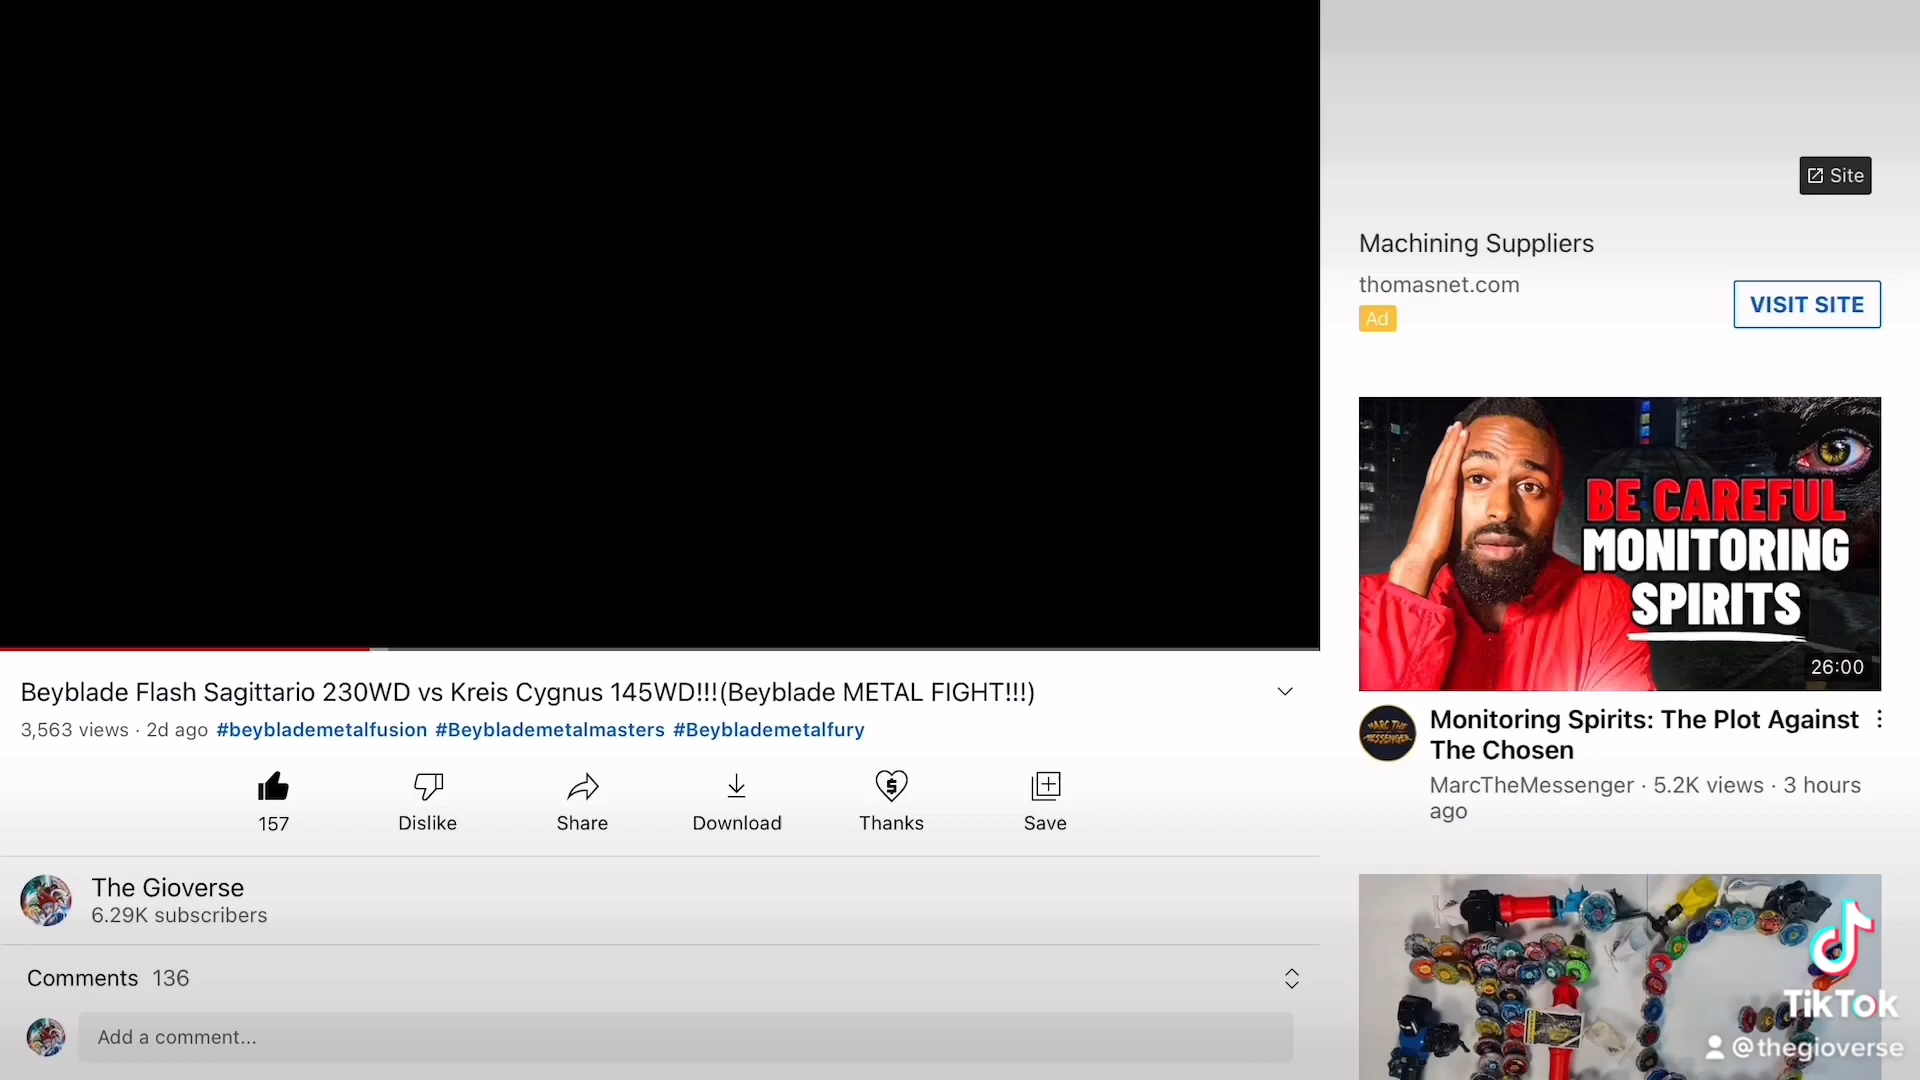 Beyblade Flash Sagittario 230WD vs Kreis Cygnus 145WD!!!(Beyblade METAL FIGHT!!!)
3,563 views · 2d ago #beyblademetalfusion #Beyblademetalmasters #Beyblademetalfury
157
Dislike
Share
Download
Thanks
Save
The Gioverse
6.29K subscribers
Comments 136
Add a comment...
Site
Machining Suppliers
thomasnet.com
Ad
VISIT SITE
BE CAREFUL
MONITORING
SPIRITS
26:00
MARC THE
MESSENGER
Monitoring Spirits: The Plot Against
The Chosen
MarcTheMessenger · 5.2K views · 3 hours
ago
TikTok
@thegioverse